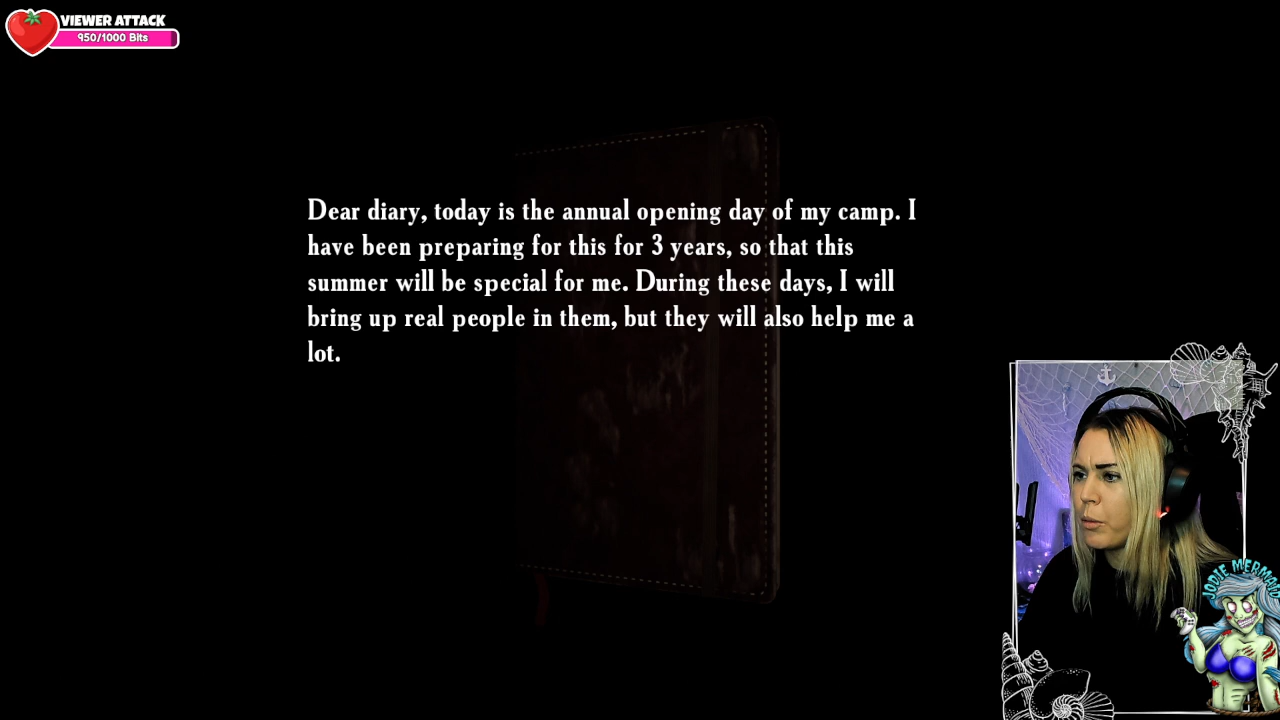 VIEWER ATTACK
950/1000 Bits
Dear diary, today is the annual opening day of my camp. I
have been preparing for this for 3 years, so that this
summer will be special for me. During these days, I will
bring up real people in them, but they will also help me a
lot.
JODIE MERMAID